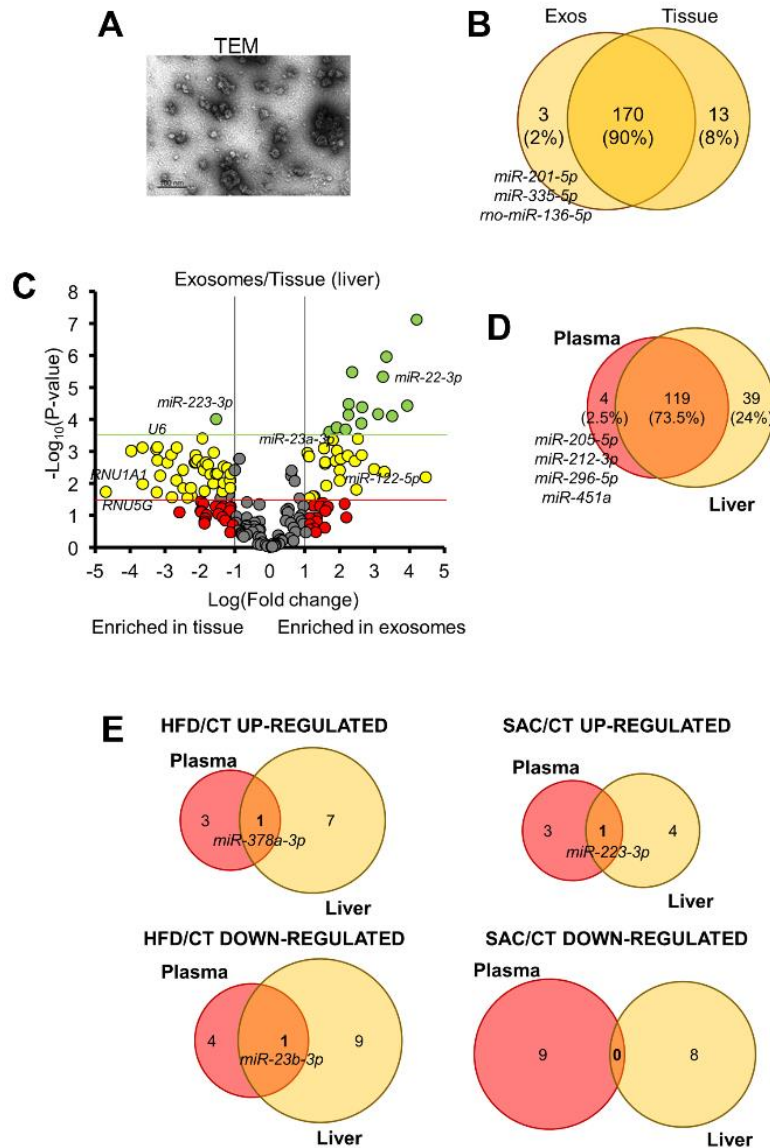 A
TEM
100 nm
B
Exos
Tissue
3
(2%)
170
(90%)
13
(8%)
miR-201-5p
miR-335-5p
rno-miR-136-5p
C
Exosomes/Tissue (liver)
8
7
6
5
4
3
2
1
0
-Log10(P-value)
miR-22-3p
miR-223-3p
U6
miR-23a-3p
RNU1A1
miR-122-5p
RNU5G
-5
-4
-3
-2
-1
0
1
2
3
4
5
Log(Fold change)
Enriched in tissue
Enriched in exosomes
D
Plasma
4
(2.5%)
119
(73.5%)
39
(24%)
miR-205-5p
miR-212-3p
miR-296-5p
miR-451a
Liver
E
HFD/CT UP-REGULATED
Plasma
3
1
7
miR-378a-3p
Liver
SAC/CT UP-REGULATED
Plasma
3
1
4
miR-223-3p
Liver
HFD/CT DOWN-REGULATED
Plasma
4
1
9
miR-23b-3p
Liver
SAC/CT DOWN-REGULATED
Plasma
9
0
8
Liver